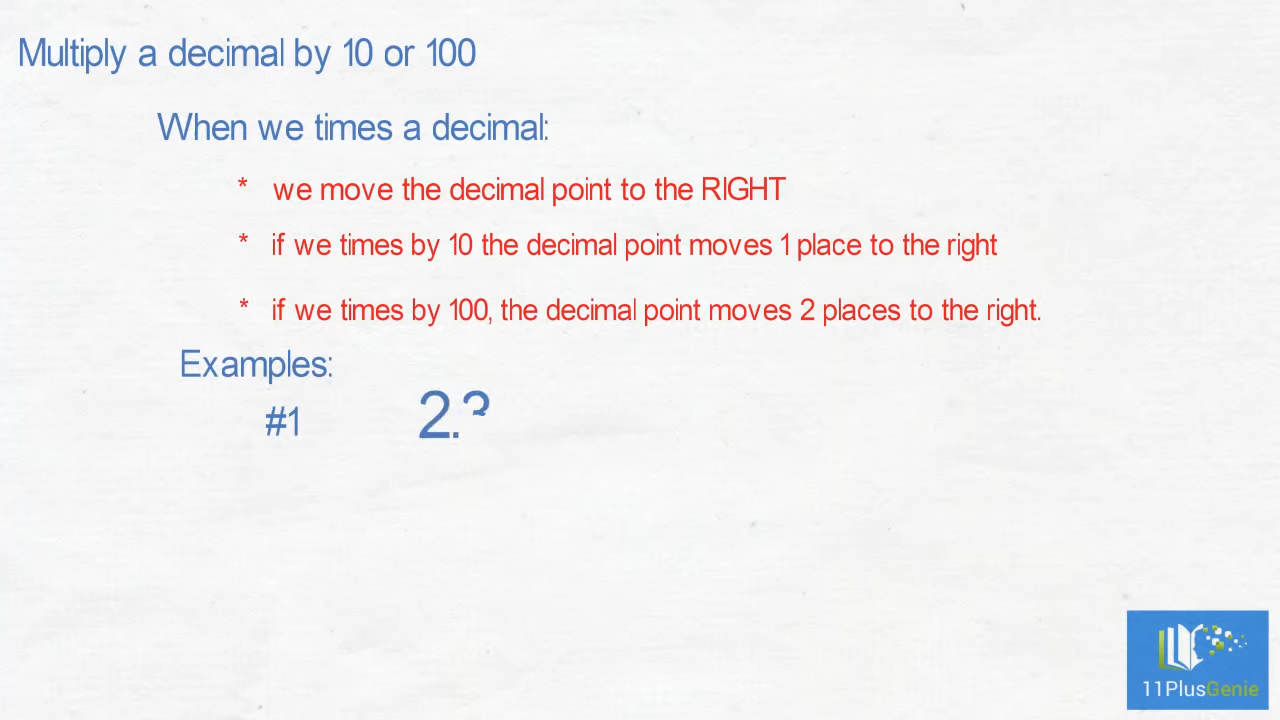 Multiply a decimal by 10 or 100
When we times a decimal:
* we move the decimal point to the RIGHT
* if we times by 10 the decimal point moves 1 place to the right
* if we times by 100, the decimal point moves 2 places to the right.
Examples:
#1 2.
11PlusGenie